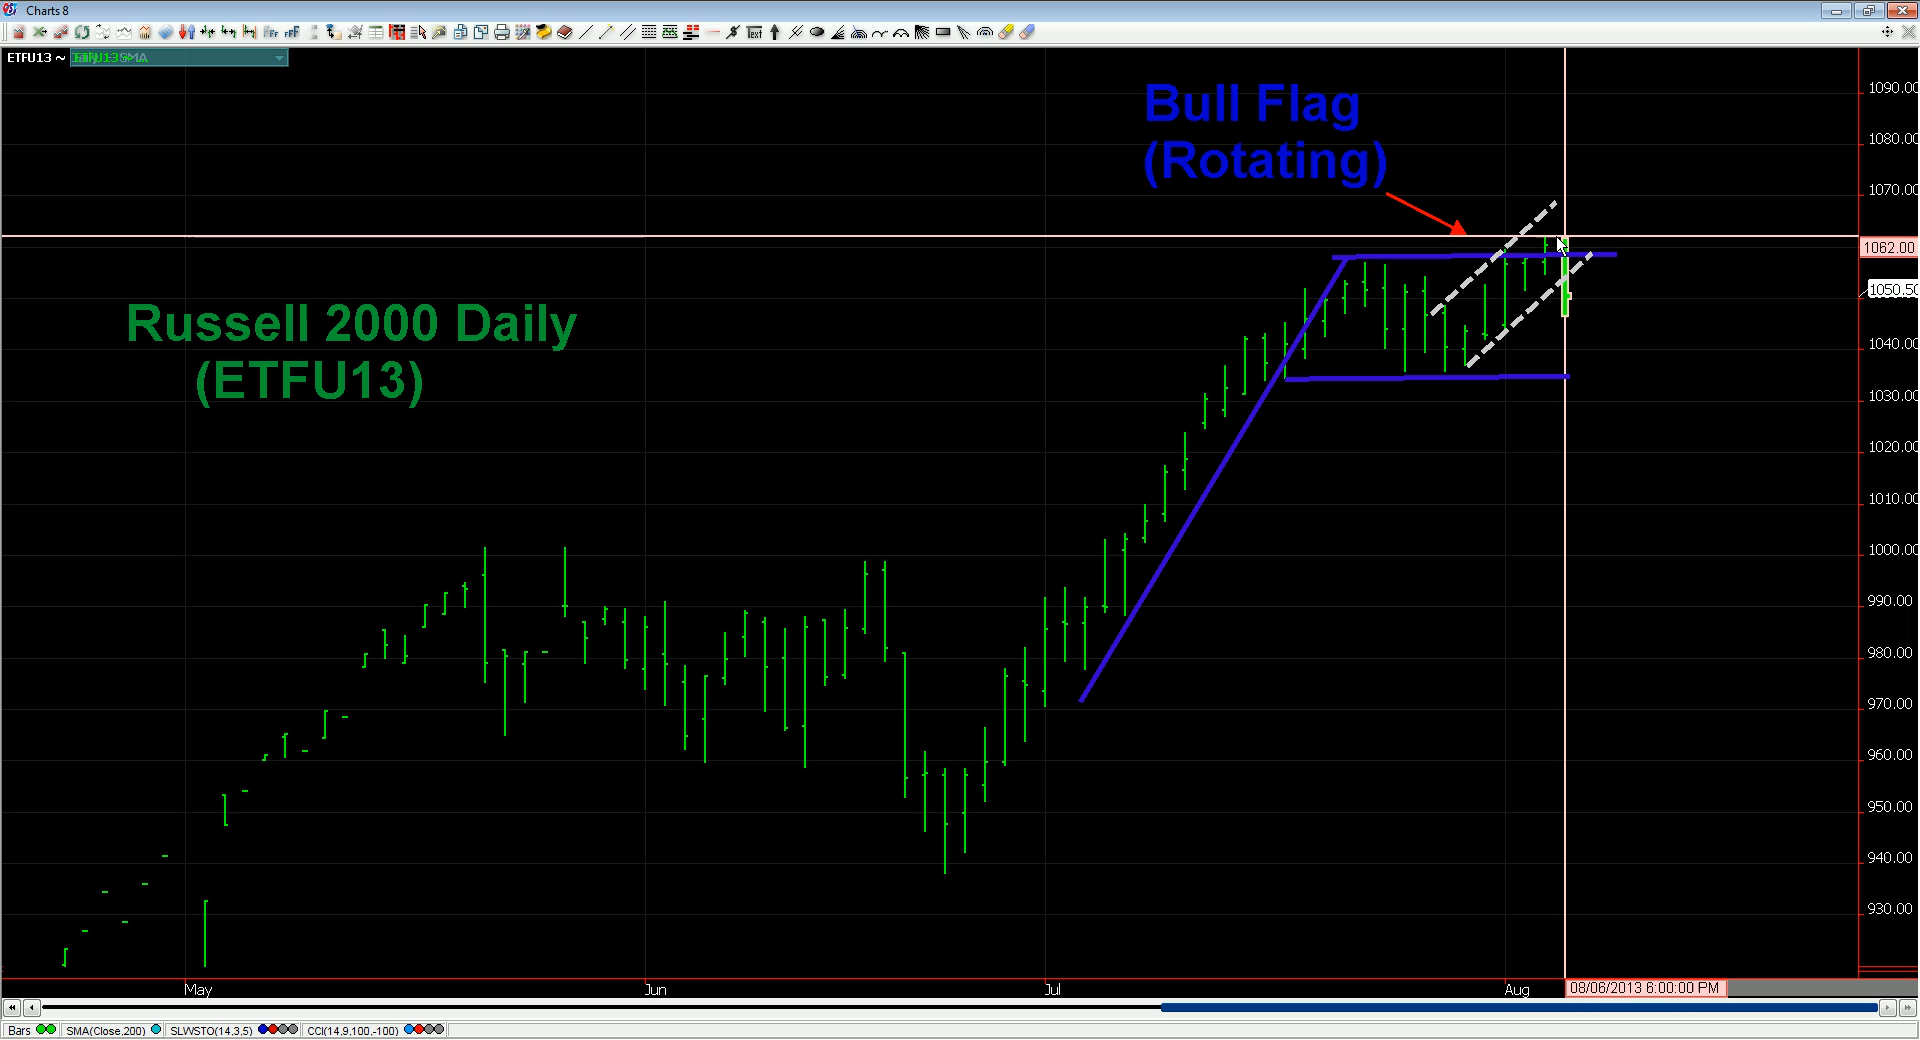 Charts 8
Text
ETFU13 ~
Bull Flag
(Rotating)
Russell 2000 Daily
(ETFU13)
1090.00
1080.00
1070.00
1062.00
1050.50
1040.00
1030.00
1020.00
1010.00
1000.00
990.00
980.00
970.00
960.00
950.00
940.00
930.00
May
Jun
Jul
Aug
08/06/2013 6:00:00 PM
Bars
SMA(Close,200)
SLWSTO(14,3.5)
CCI(14,9,100,-100)